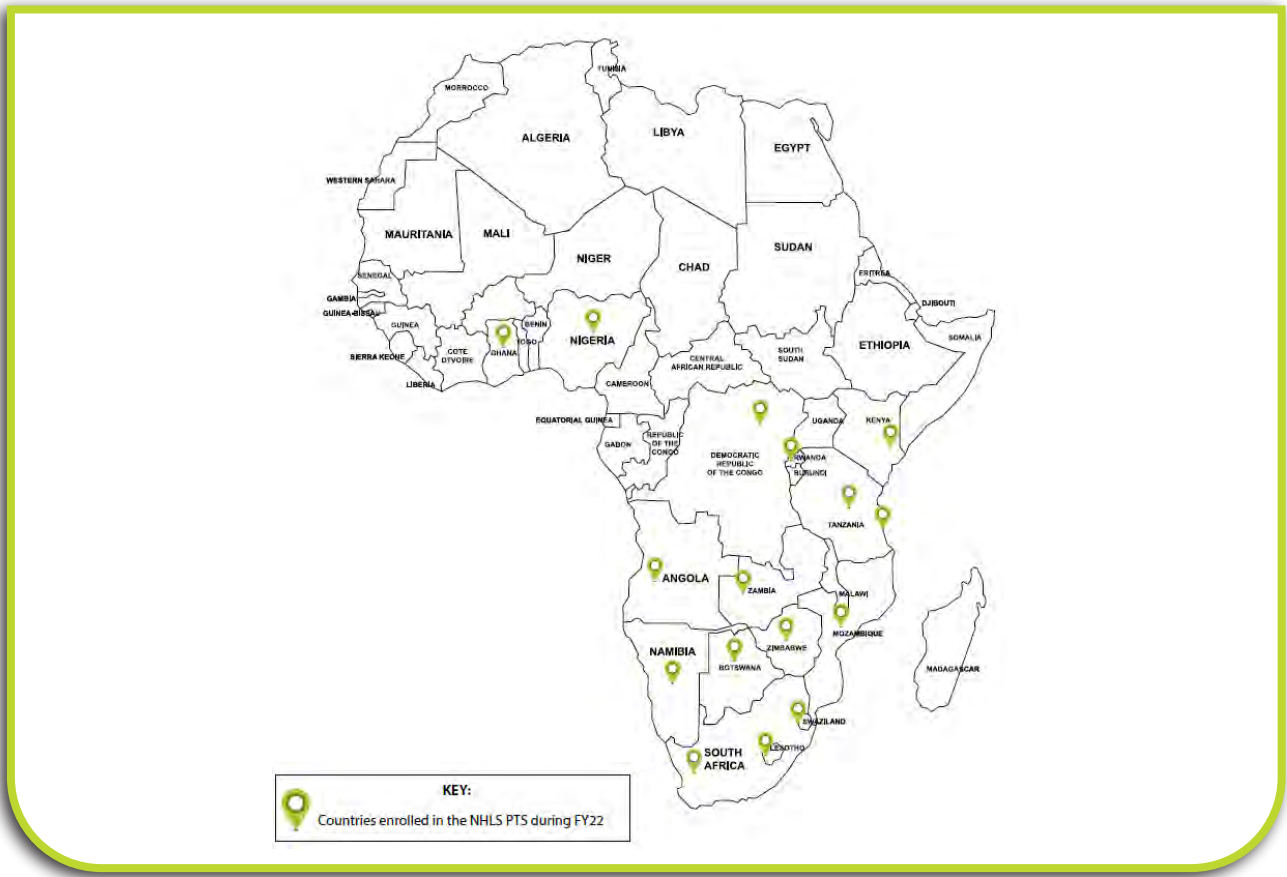 TUNISIA
MORROCCO
ALGERIA
LIBYA
EGYPT
WESTERN SAHARA
MAURITANIA
MALI
NIGER
CHAD
SUDAN
ERITREA
SENEGAL
GAMBIA
GUINEA-BISSAU
GUINEA
SIERRA KEONE
LIBERIA
COTE
DTVOIRE
GHANA
TOGO
BENIN
NIGERIA
CAMEROON
CENTRAL
AFRICAN REPUBLIC
SOUTH
SUDAN
ETHIOPIA
DJIBOUTI
SOMALIA
EQUATORIAL GUINEA
GABON
REPUBLIC
OF THE
CONGO
DEMOCRATIC
REPUBLIC
OF THE CONGO
UGANDA
KENYA
RWANDA
BURUNDI
TANZANIA
ANGOLA
ZAMBIA
MALAWI
MOZAMBIQUE
ZIMBABWE
NAMIBIA
BOTSWANA
MADAGASCAR
SWAZILAND
LESOTHO
SOUTH
AFRICA
KEY:
Countries enrolled in the NHLS PTS during FY22